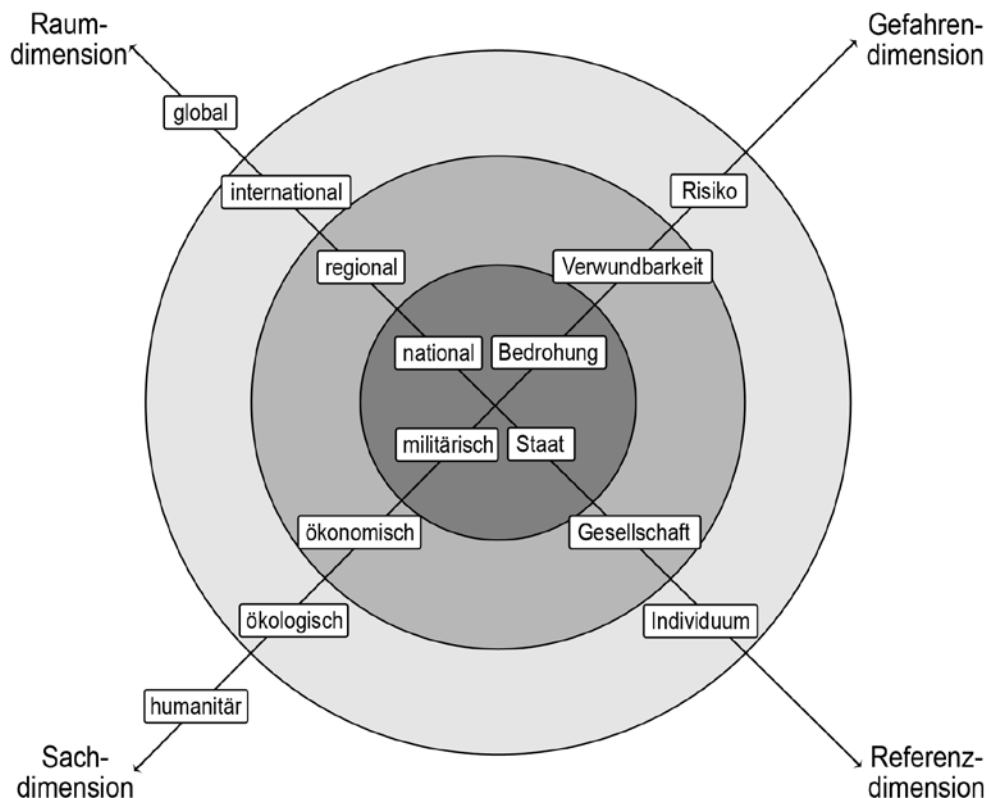 Raum-
dimension
Gefahren-
dimension
global
international
Risiko
regional
Verwundbarkeit
national
Bedrohung
militärisch
Staat
ökonomisch
Gesellschaft
ökologisch
Individuum
humanitär
Sach-
dimension
Referenz-
dimension